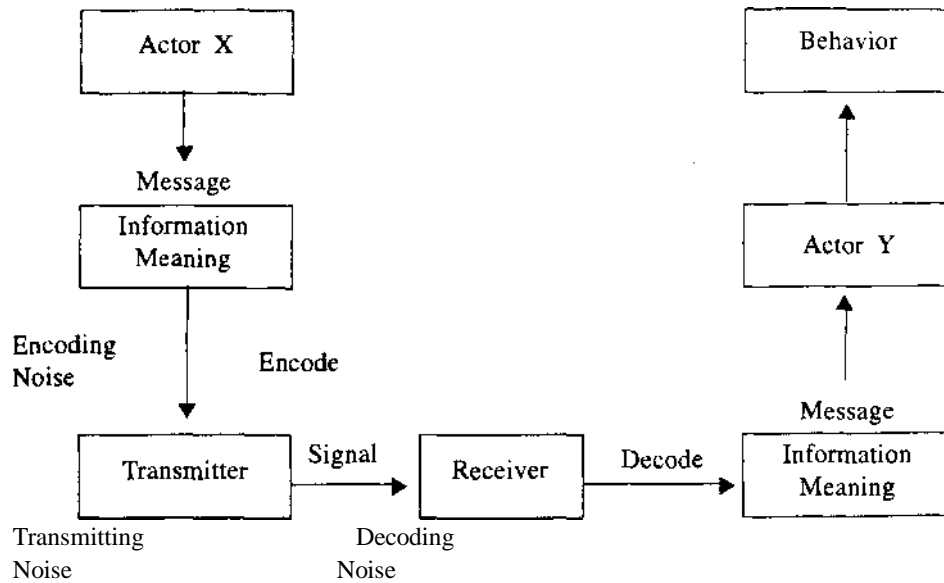 Actor X
Behavior
Message
Information
Meaning
Actor Y
Encoding
Noise
Encode
Message
Transmitter
Signal
Receiver
Decode
Information
Meaning
Transmitting
Noise
Decoding
Noise